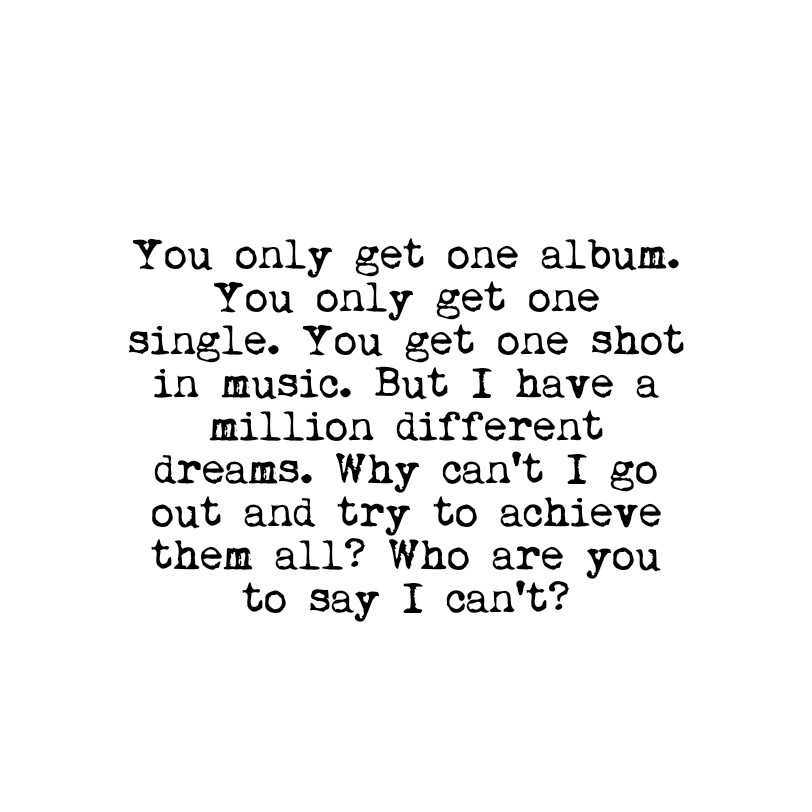 You only get one album.
You only get one
single. You get one shot
in music. But I have a
million different
dreams. Why can't I go
out and try to achieve
them all? Who are you
to say I can't?